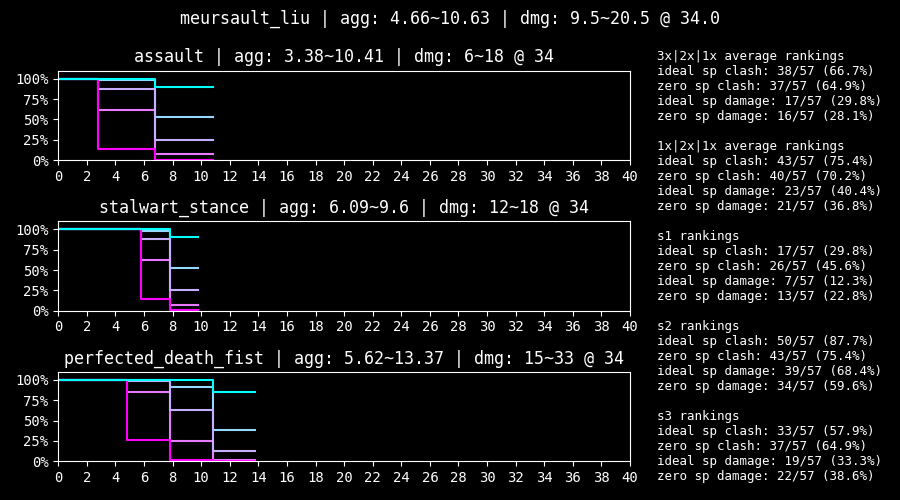 meursault_liu | agg: 4.66~10.63 | dmg: 9.5~20.5 @ 34.0
assault | agg: 3.38~10.41 | dmg: 6~18 @ 34
100%
75%
50%
25%
0%
0 2 4 6 8 10 12 14 16 18 20 22 24 26 28 30 32 34 36 38 40
stalwart_stance | agg: 6.09~9.6 | dmg: 12~18 @ 34
100%
75%
50%
25%
0%
0 2 4 6 8 10 12 14 16 18 20 22 24 26 28 30 32 34 36 38 40
perfected_death_fist | agg: 5.62~13.37 | dmg: 15~33 @ 34
100%
75%
50%
25%
0%
0 2 4 6 8 10 12 14 16 18 20 22 24 26 28 30 32 34 36 38 40
3x|2x|1x average rankings
ideal sp clash: 38/57 (66.7%)
zero sp clash: 37/57 (64.9%)
ideal sp damage: 17/57 (29.8%)
zero sp damage: 16/57 (28.1%)
1x|2x|1x average rankings
ideal sp clash: 43/57 (75.4%)
zero sp clash: 40/57 (70.2%)
ideal sp damage: 23/57 (40.4%)
zero sp damage: 21/57 (36.8%)
s1 rankings
ideal sp clash: 17/57 (29.8%)
zero sp clash: 26/57 (45.6%)
ideal sp damage: 7/57 (12.3%)
zero sp damage: 13/57 (22.8%)
s2 rankings
ideal sp clash: 50/57 (87.7%)
zero sp clash: 43/57 (75.4%)
ideal sp damage: 39/57 (68.4%)
zero sp damage: 34/57 (59.6%)
s3 rankings
ideal sp clash: 33/57 (57.9%)
zero sp clash: 37/57 (64.9%)
ideal sp damage: 19/57 (33.3%)
zero sp damage: 22/57 (38.6%)